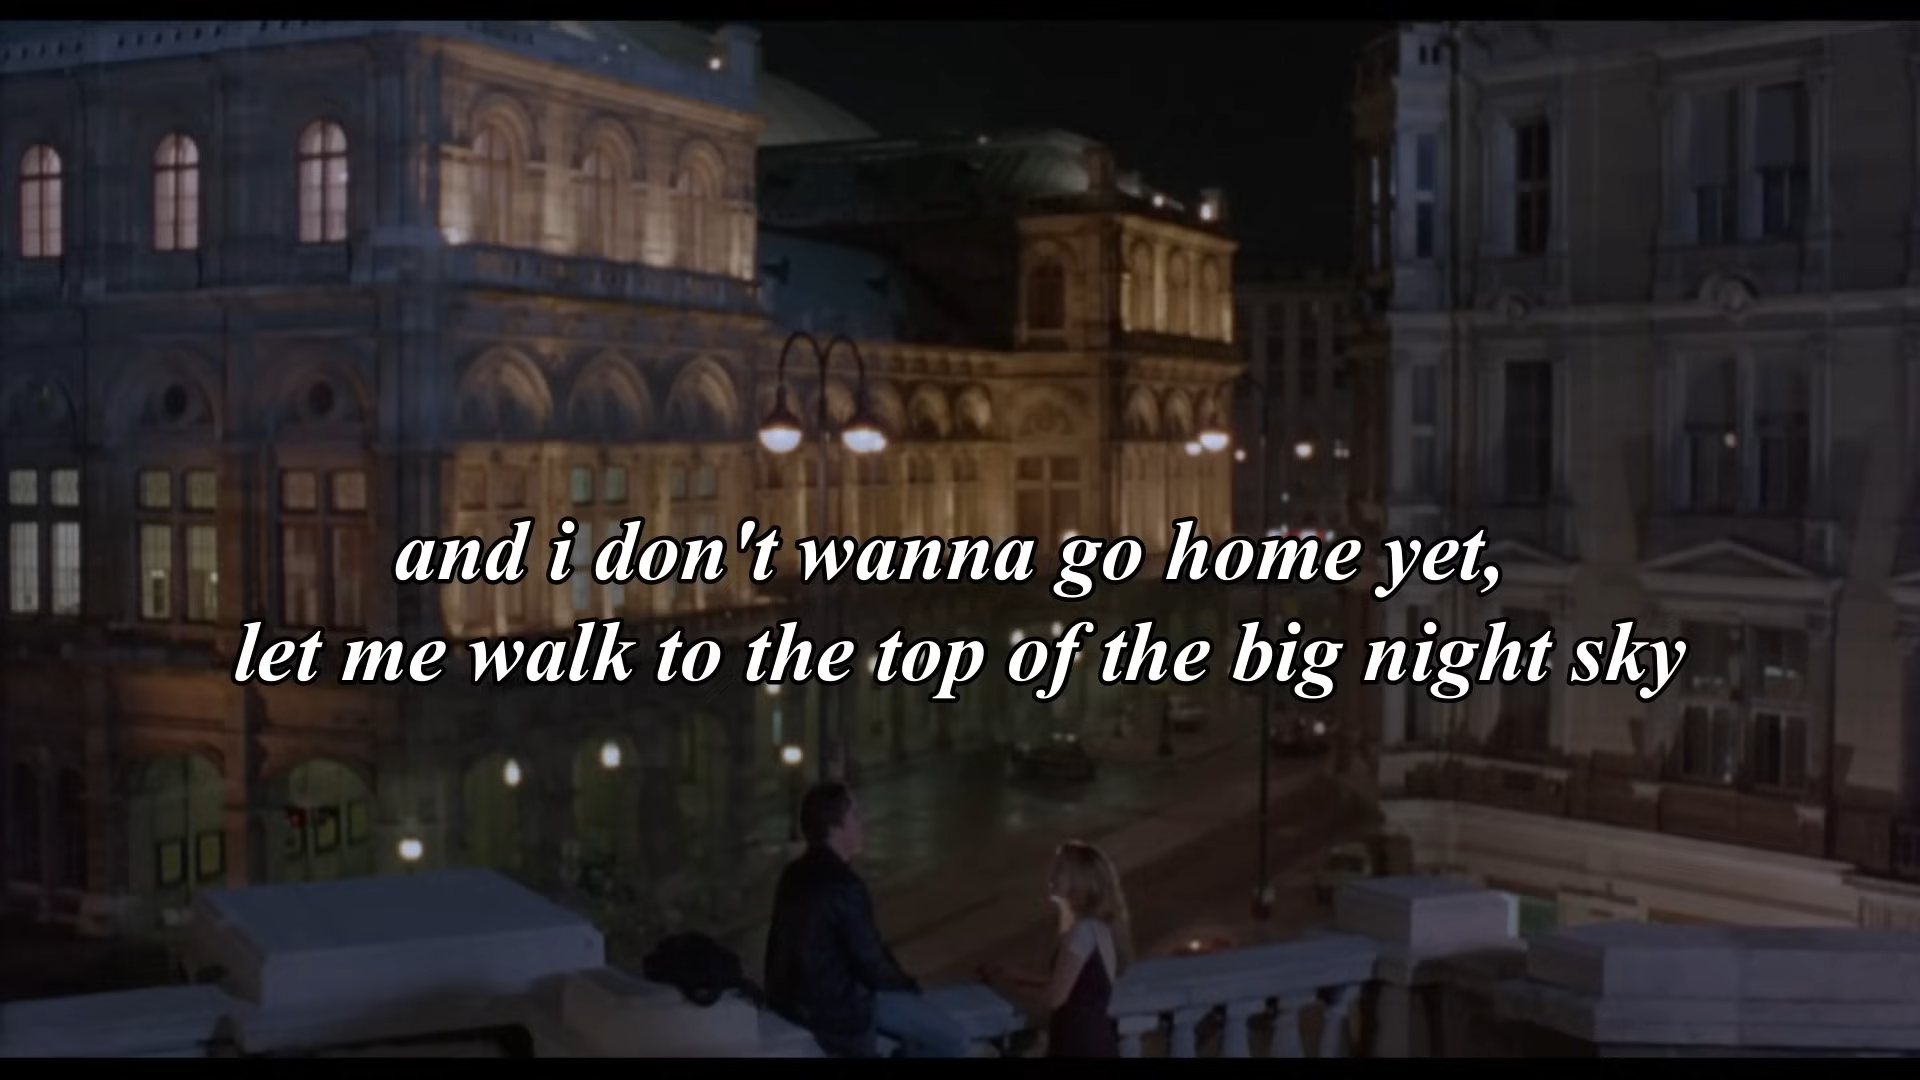 and i don't wanna go home yet,
let me walk to the top of the big night sky